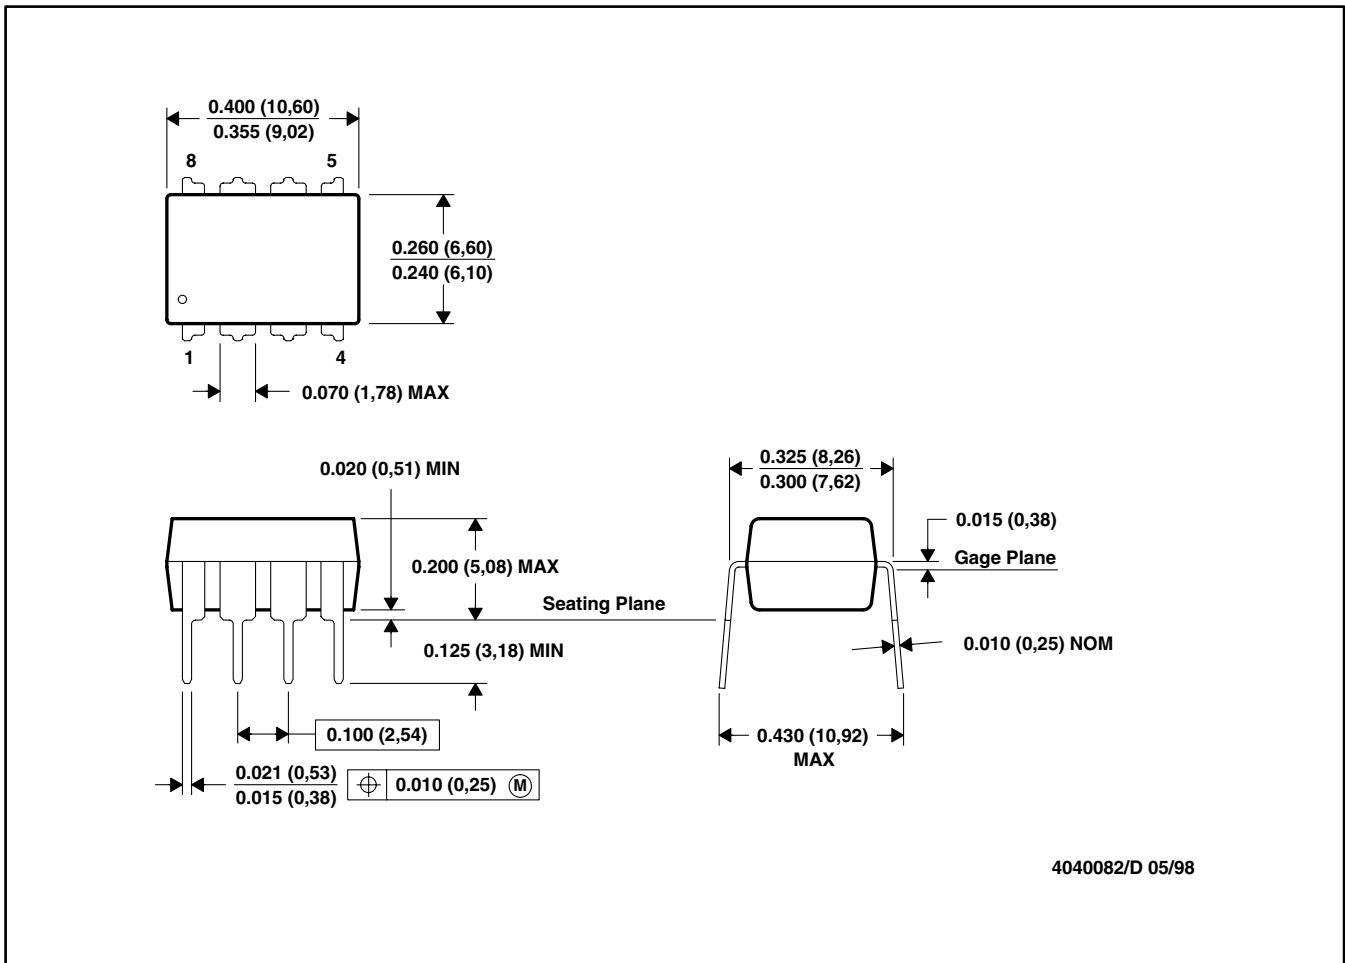 0.400 (10,60)
0.355 (9,02)
8
5
0.260 (6,60)
0.240 (6,10)
1
4
0.070 (1,78) MAX
0.020 (0,51) MIN
0.325 (8,26)
0.300 (7,62)
0.015 (0,38)
0.200 (5,08) MAX
Gage Plane
Seating Plane
0.125 (3,18) MIN
0.010 (0,25) NOM
0.100 (2,54)
0.430 (10,92)
MAX
0.021 (0,53)
0.015 (0,38)
0.010 (0,25) M
4040082/D 05/98